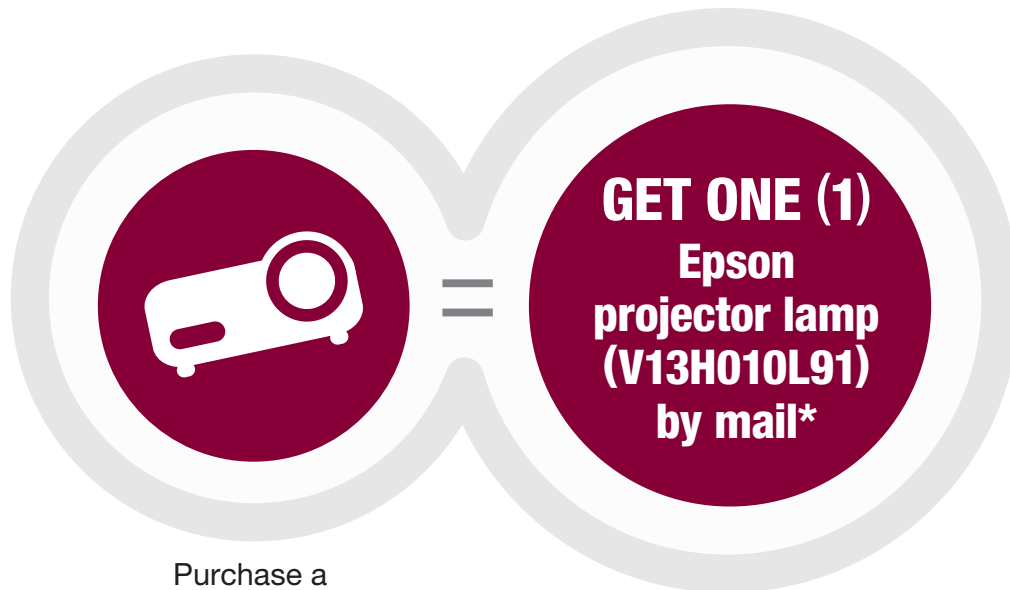 GET ONE (1)
Epson
projector lamp
(V13H010L91)
by mail*
=
Purchase a